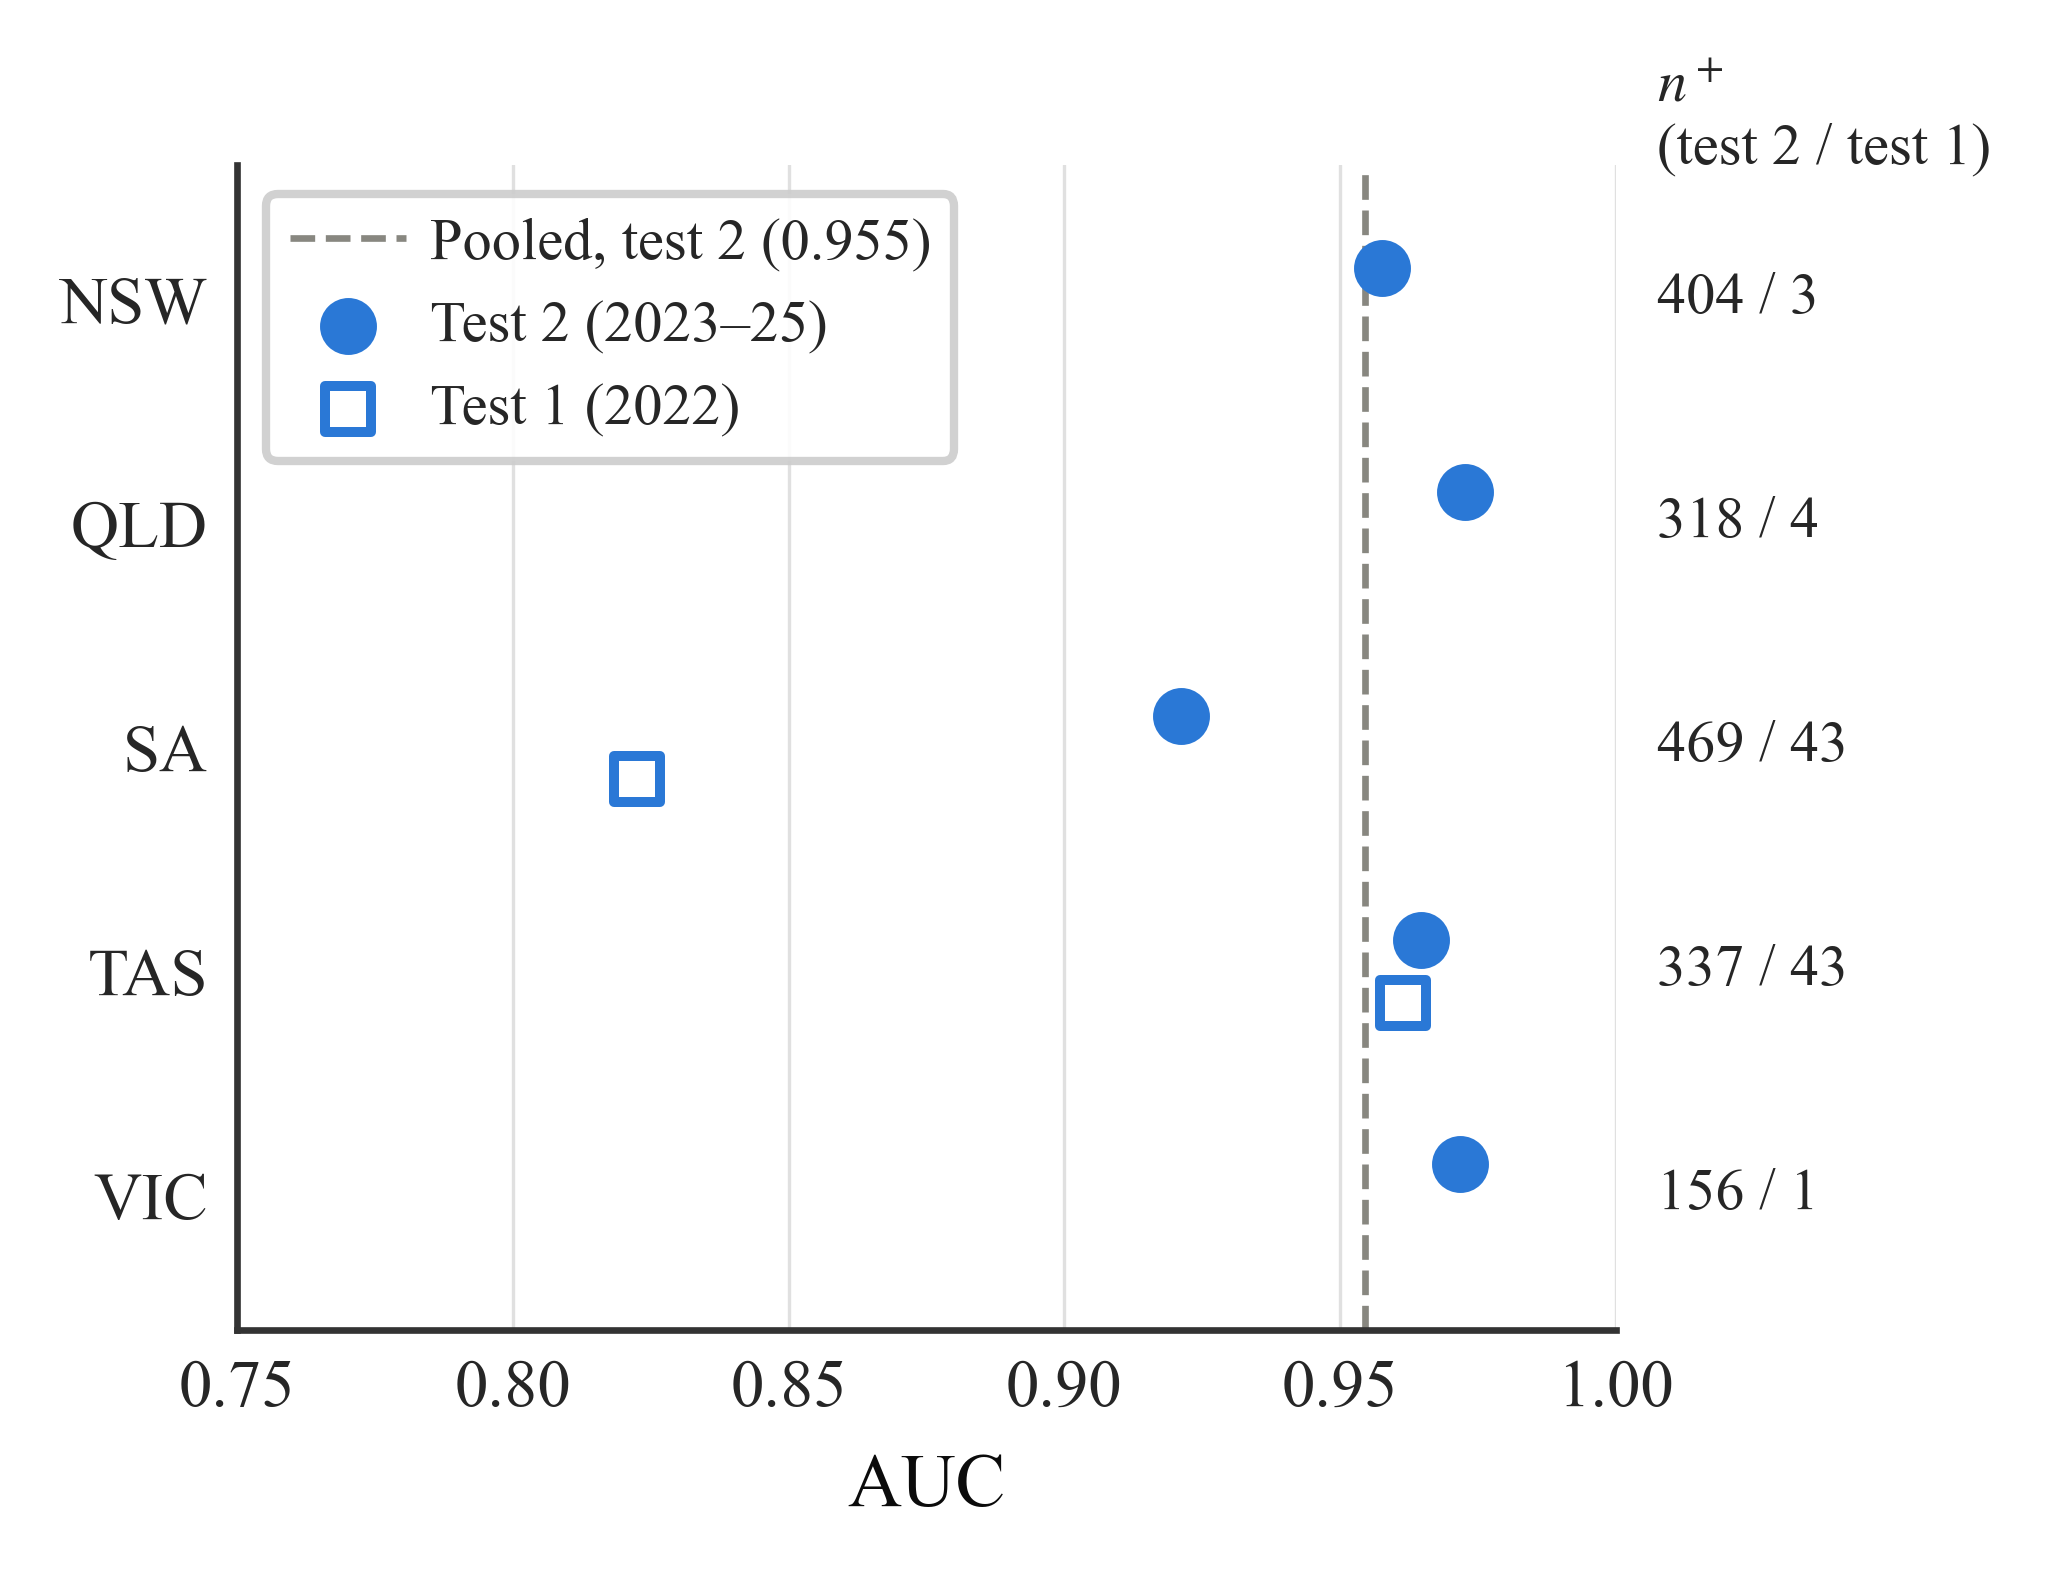 n⁺
(test 2 / test 1)
Pooled, test 2 (0.955)
Test 2 (2023–25)
Test 1 (2022)
NSW
404 / 3
QLD
318 / 4
SA
469 / 43
TAS
337 / 43
VIC
156 / 1
0.75 0.80 0.85 0.90 0.95 1.00
AUC